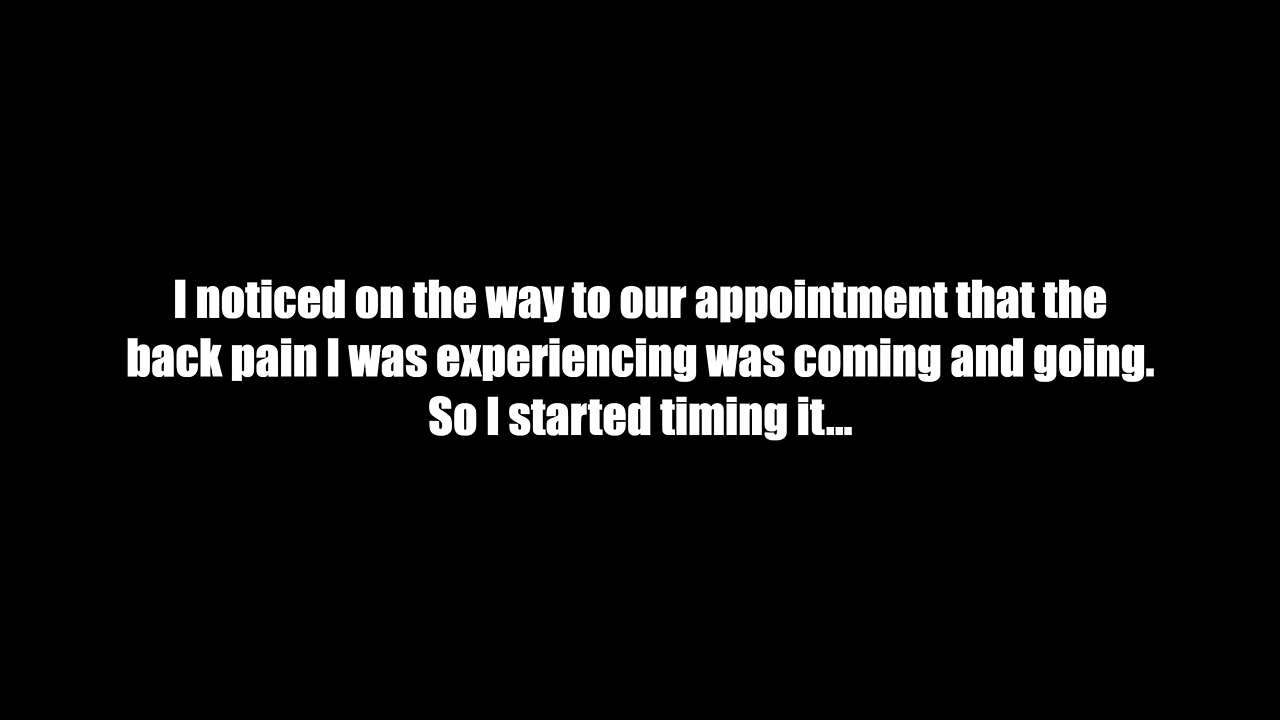 I noticed on the way to our appointment that the
back pain I was experiencing was coming and going.
So I started timing it...